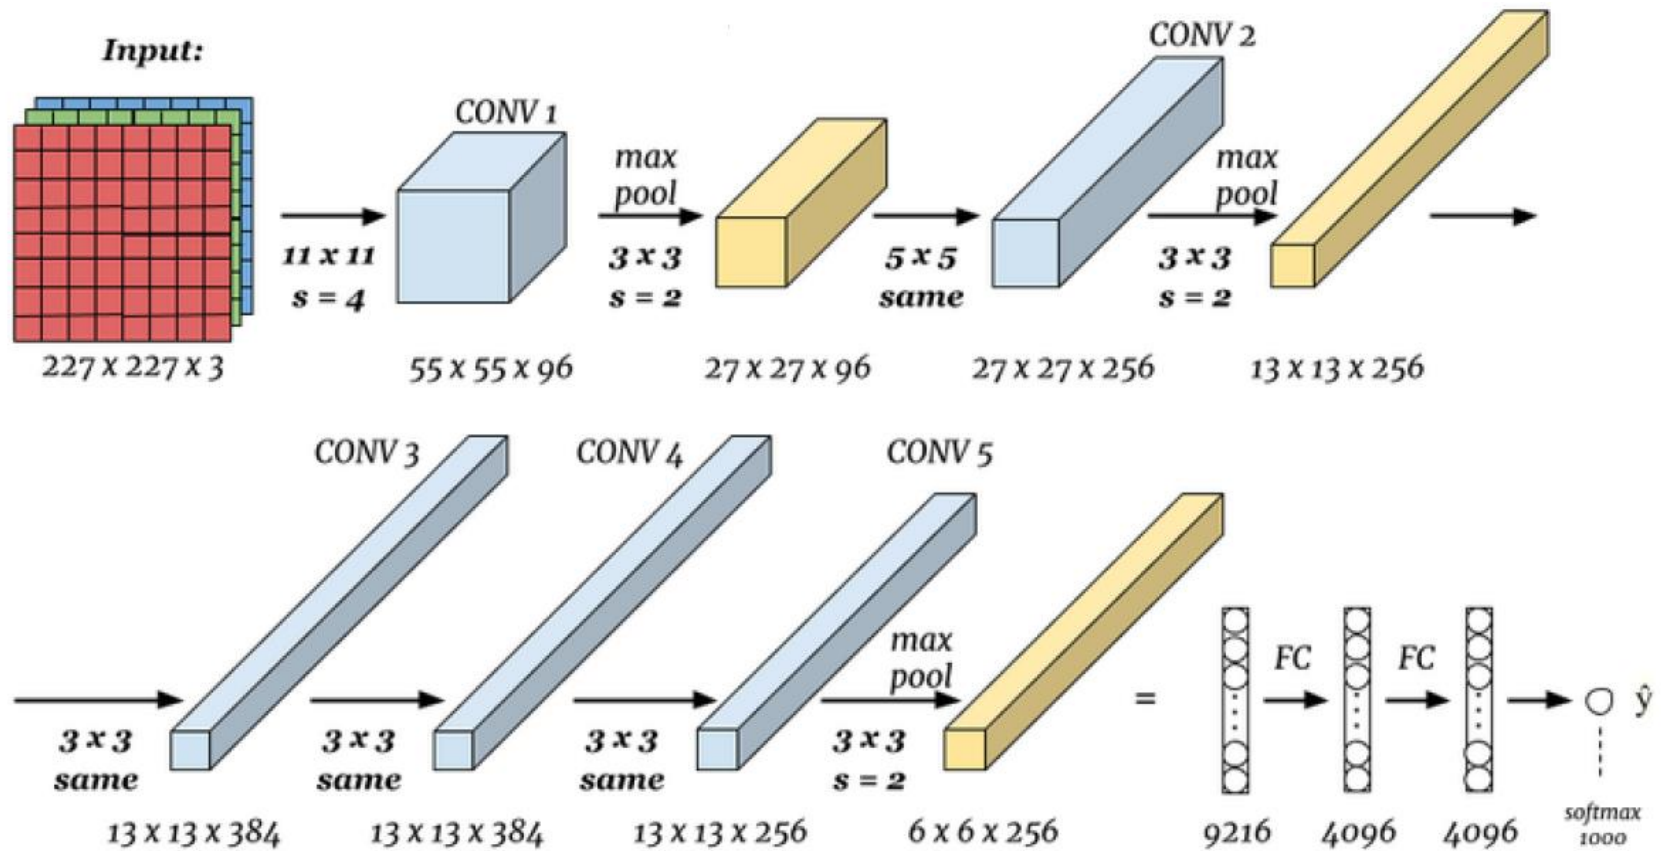 Input:
CONV 1
CONV 2
max
pool
max
pool
11 x 11
s = 4
3 x 3
s = 2
5 x 5
same
3 x 3
s = 2
227 x 227 x 3
55 x 55 x 96
27 x 27 x 96
27 x 27 x 256
13 x 13 x 256
CONV 3
CONV 4
CONV 5
max
pool
FC
FC
=
ŷ
3 x 3
same
3 x 3
same
3 x 3
same
3 x 3
s = 2
13 x 13 x 384
13 x 13 x 384
13 x 13 x 256
6 x 6 x 256
9216
4096
4096
softmax
1000